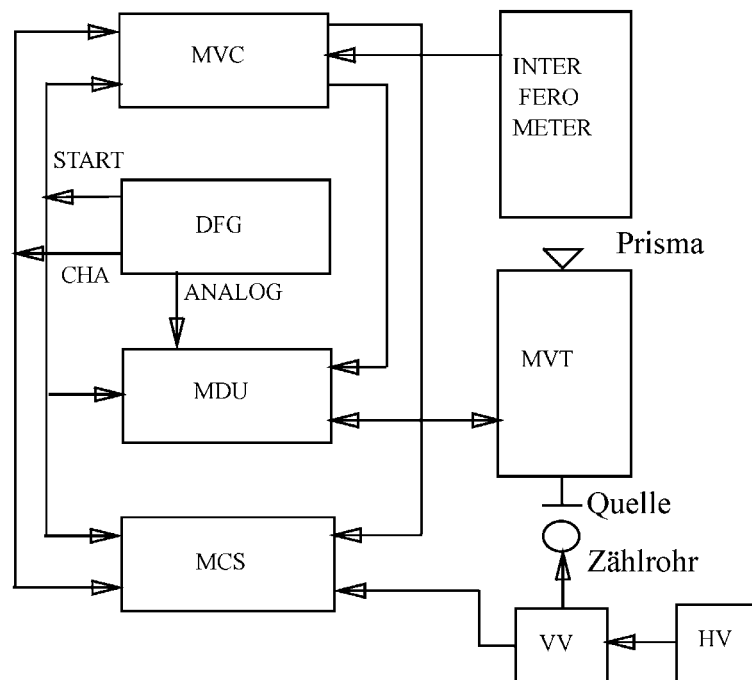 MVC
INTER
FERO
METER
START
DFG
Prisma
CHA
ANALOG
MVT
MDU
Quelle
MCS
Zählrohr
VV
HV